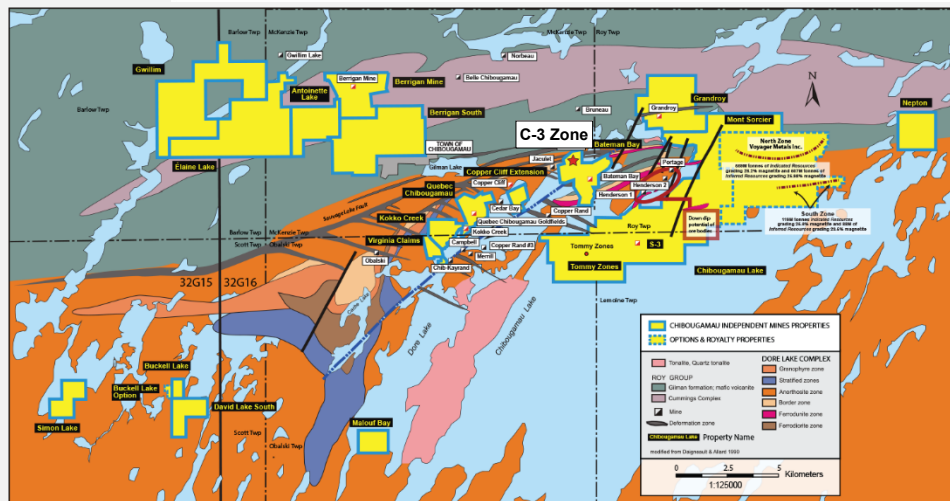 Barlow Twp
McKenzie Twp
McKenzie Twp
Roy Twp
Gwillim
Gwillim Lake
Norbeau
Berrigan Mine
Berrigan Mine
Belle Chibougamau
Antoinette
Lake
Barlow Twp
Berrigan South
Bruneau
Grandroy
Grandroy
Nepton
Mont Sorcier
N
C-3 Zone
TOWN OF
CHIBOUGAMAU
Bateman Bay
North Zone
Voyager Metals Inc.
Élaine Lake
Gilman Lake
Jaculet
Portage
Copper Cliff Extension
Bateman Bay
Quebec
Chibougamau
Copper Cliff
Henderson 2
Henderson 1
South Zone
Cedar Bay
Copper Rand
Kokko Creek
Quebec Chibougamau Goldfields
Down dip
potential of
ore bodies
Barlow Twp
Scott Twp
McKenzie Twp
Obalski Twp
Kokko Creek
Roy Twp
Virginia Claims
Campbell
Copper Rand #3
Tommy Zones
S-3
Obalski
Merrill
Tommy Zones
Chib-Kayrand
Chibougamau Lake
32G15
32G16
Lemoine Twp
Dore Lake
Chibougamau Lake
CHIBOUGAMAU INDEPENDENT MINES PROPERTIES
OPTIONS & ROYALTY PROPERTIES
Tonalite, Quartz tonalite
ROY GROUP
Gilman formation; mafic volcanite
Cummings Complex
Mine
Deformation zone
Chibougamau Lake Property Name
modified from Daigneault & Allard 1990
DORE LAKE COMPLEX
Granophyre zone
Stratified zones
Anorthosite zone
Border zone
Ferrodunite zone
Ferrodiorite zone
Buckell Lake
Buckell Lake
Option
Simon Lake
David Lake South
Malouf Bay
Scott Twp
Obalski Twp
0 2.5 5
Kilometers
1:125000